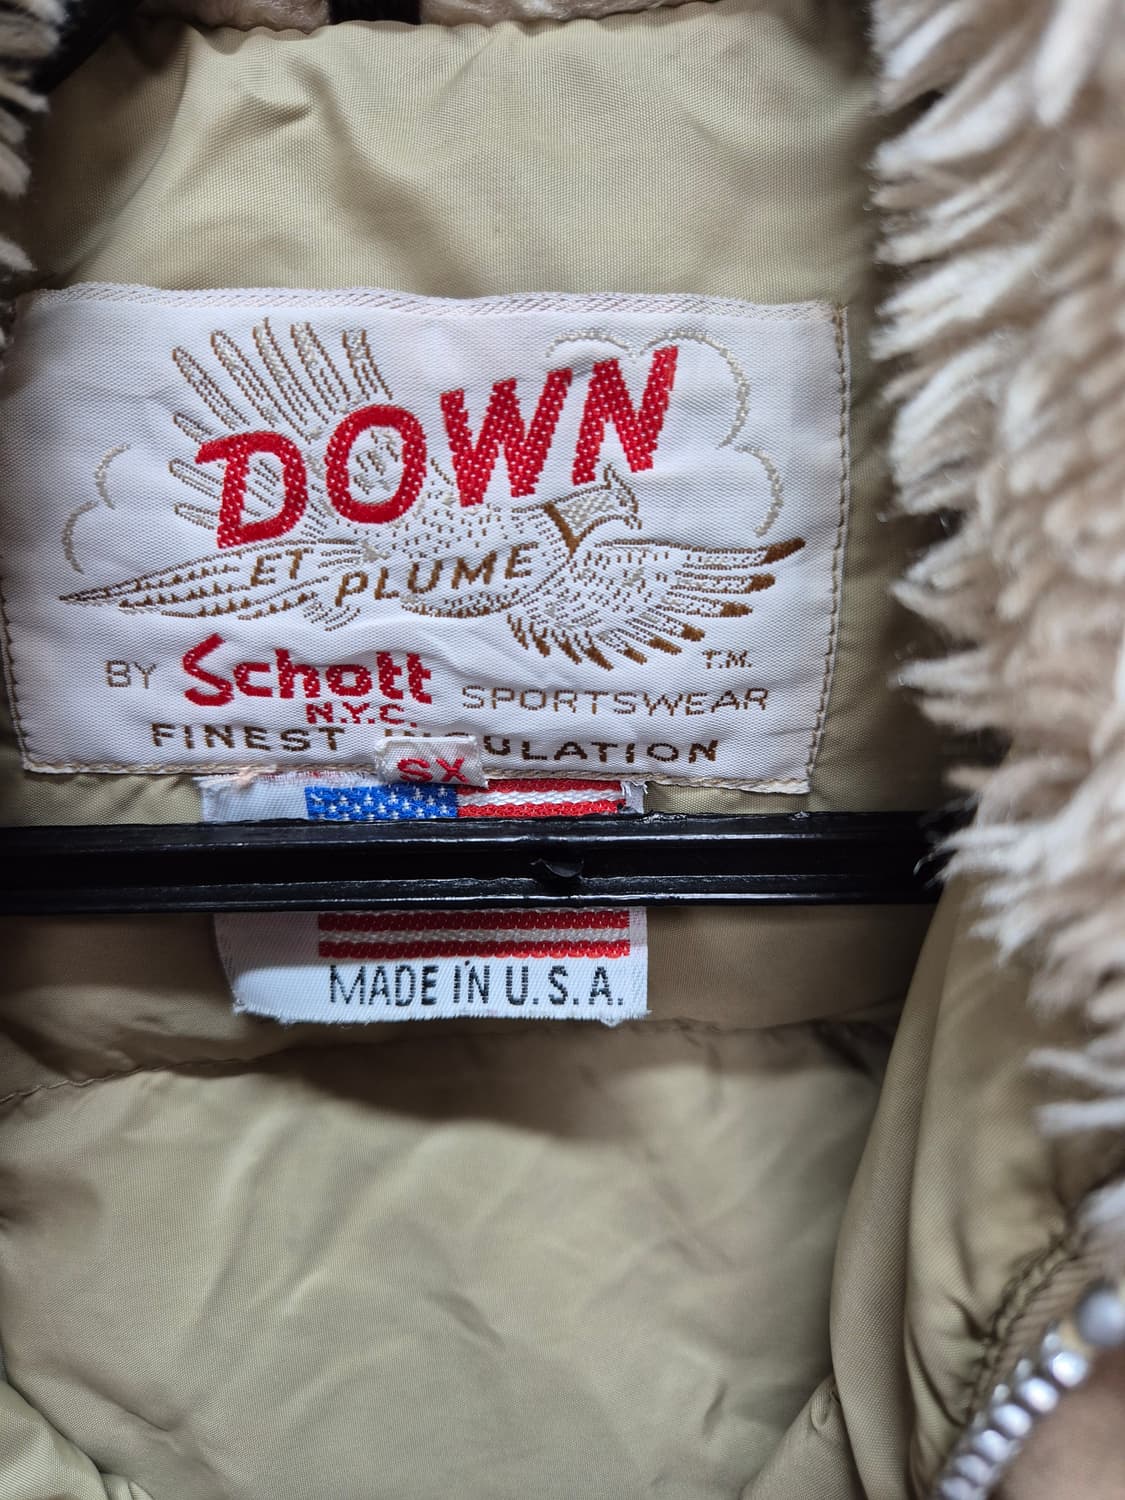 DOWN
ET PLUME
T.M.
BY Schott SPORTSWEAR
N.Y.C.
FINEST ULATION
SX
MADE IN U.S.A.